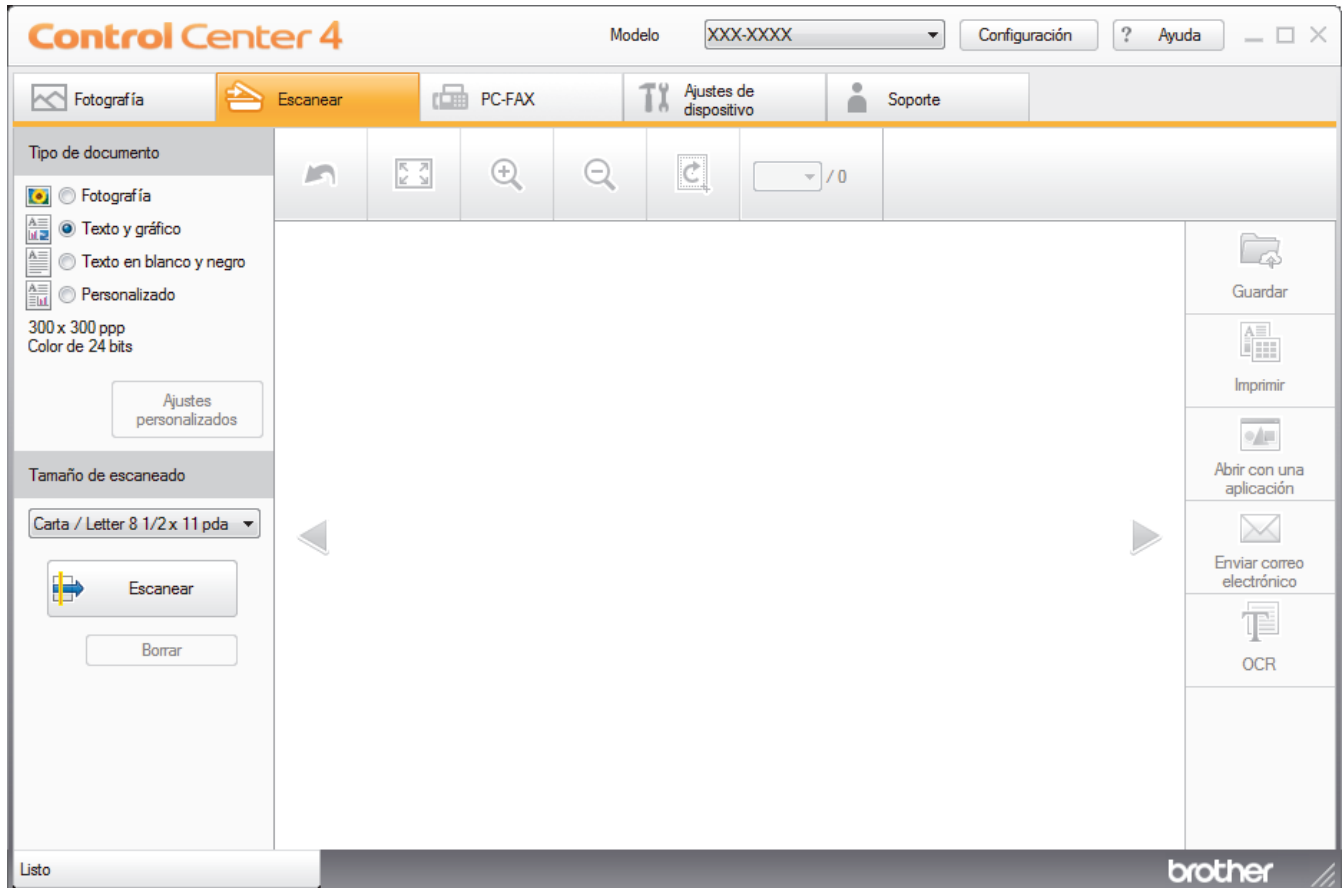 Control Center 4
Modelo
XXX-XXXX
Configuración
? Ayuda
Fotografía
Escanear
PC-FAX
Ajustes de
dispositivo
Soporte
Tipo de documento
Fotografía
Texto y gráfico
Texto en blanco y negro
Personalizado
300 x 300 ppp
Color de 24 bits
Ajustes
personalizados
Tamaño de escaneado
Carta / Letter 8 1/2 x 11 pda
Escanear
Borrar
/ 0
Guardar
Imprimir
Abrir con una
aplicación
Enviar correo
electrónico
OCR
Listo
brother